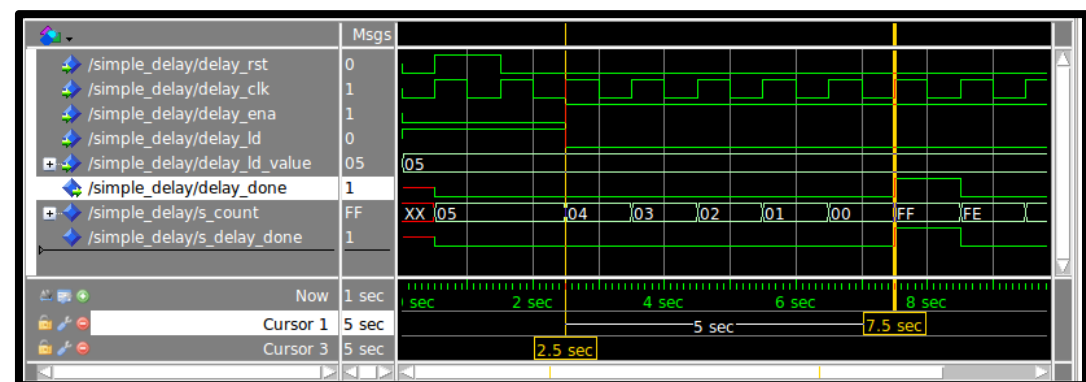 Msgs
/simple_delay/delay_rst 0
/simple_delay/delay_clk 1
/simple_delay/delay_ena 1
/simple_delay/delay_ld 0
/simple_delay/delay_ld_value 05 05
/simple_delay/delay_done 1
/simple_delay/s_count FF XX 05 04 03 02 01 00 FF FE
/simple_delay/s_delay_done 1
Now 1 sec sec 2 sec 4 sec 6 sec 8 sec
Cursor 1 5 sec 5 sec 7.5 sec
Cursor 3 5 sec 2.5 sec